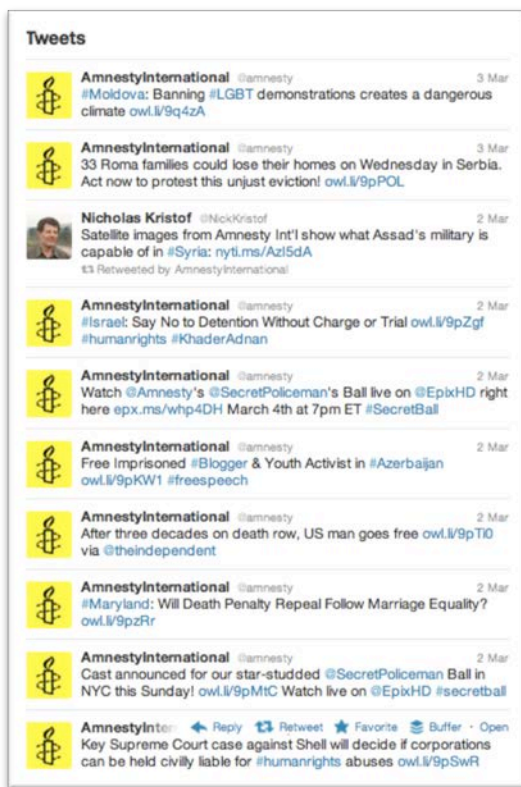 Tweets
AmnestyInternational @amnesty 3 Mar
#Moldova: Banning #LGBT demonstrations creates a dangerous
climate owl.li/9q4zA
AmnestyInternational @amnesty 3 Mar
33 Roma families could lose their homes on Wednesday in Serbia.
Act now to protest this unjust eviction! owl.li/9pPOL
Nicholas Kristof @NickKristof 2 Mar
Satellite images from Amnesty Int'l show what Assad's military is
capable of in #Syria: nyti.ms/AzI5dA
Retweeted by AmnestyInternational
AmnestyInternational @amnesty 2 Mar
#Israel: Say No to Detention Without Charge or Trial owl.li/9pZgf
#humanrights #KhaderAdnan
AmnestyInternational @amnesty 2 Mar
Watch @Amnesty's @SecretPoliceman's Ball live on @EpixHD right
here epx.ms/whp4DH March 4th at 7pm ET #SecretBall
AmnestyInternational @amnesty 2 Mar
Free Imprisoned #Blogger & Youth Activist in #Azerbaijan
owl.li/9pKW1 #freespeech
AmnestyInternational @amnesty 2 Mar
After three decades on death row, US man goes free owl.li/9pTi0
via @theindependent
AmnestyInternational @amnesty 2 Mar
#Maryland: Will Death Penalty Repeal Follow Marriage Equality?
owl.li/9pzRr
AmnestyInternational @amnesty 2 Mar
Cast announced for our star-studded @SecretPoliceman Ball in
NYC this Sunday! owl.li/9pMtC Watch live on @EpixHD #secretball
AmnestyInter Reply Retweet Favorite Buffer · Open
Key Supreme Court case against Shell will decide if corporations
can be held civilly liable for #humanrights abuses owl.li/9pSwR